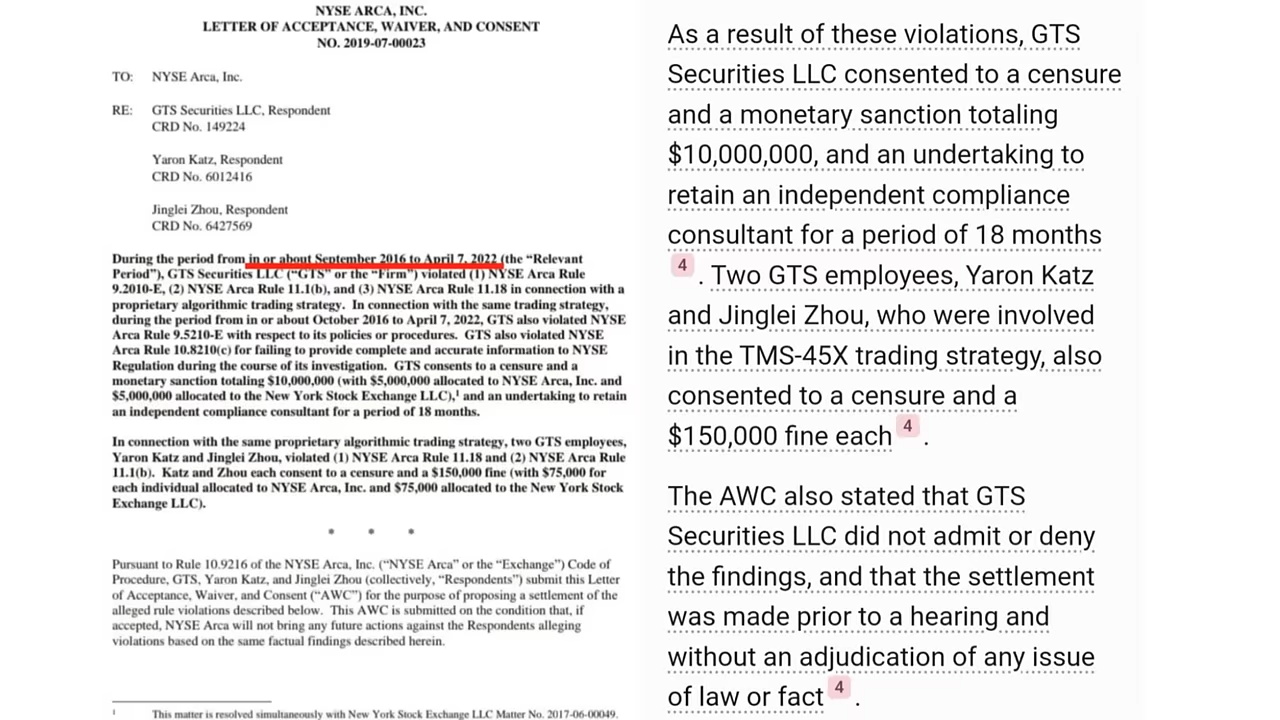 NYSE ARCA, INC.
LETTER OF ACCEPTANCE, WAIVER, AND CONSENT
NO. 2019-07-00023
TO: NYSE Arca, Inc.
RE: GTS Securities LLC, Respondent
CRD No. 149224
Yaron Katz, Respondent
CRD No. 6012416
Jinglei Zhou, Respondent
CRD No. 6427569
During the period from in or about September 2016 to April 7, 2022 (the “Relevant
Period”), GTS Securities LLC (“GTS” or the “Firm”) violated (1) NYSE Arca Rule
9.2010-E, (2) NYSE Arca Rule 11.1(b), and (3) NYSE Arca Rule 11.18 in connection with a
proprietary algorithmic trading strategy. In connection with the same trading strategy,
during the period from in or about October 2016 to April 7, 2022, GTS also violated NYSE
Arca Rule 9.5210-E with respect to its policies or procedures. GTS also violated NYSE
Arca Rule 10.8210(c) for failing to provide complete and accurate information to NYSE
Regulation during the course of its investigation. GTS consents to a censure and a
monetary sanction totaling $10,000,000 (with $5,000,000 allocated to NYSE Arca, Inc. and
$5,000,000 allocated to the New York Stock Exchange LLC),¹ and an undertaking to retain
an independent compliance consultant for a period of 18 months.
In connection with the same proprietary algorithmic trading strategy, two GTS employees,
Yaron Katz and Jinglei Zhou, violated (1) NYSE Arca Rule 11.18 and (2) NYSE Arca Rule
11.1(b). Katz and Zhou each consent to a censure and a $150,000 fine (with $75,000 for
each individual allocated to NYSE Arca, Inc. and $75,000 allocated to the New York Stock
Exchange LLC).
* * *
Pursuant to Rule 10.9216 of the NYSE Arca, Inc. (“NYSE Arca” or the “Exchange”) Code of
Procedure, GTS, Yaron Katz, and Jinglei Zhou (collectively, “Respondents”) submit this Letter
of Acceptance, Waiver, and Consent (“AWC”) for the purpose of proposing a settlement of the
alleged rule violations described below. This AWC is submitted on the condition that, if
accepted, NYSE Arca will not bring any future actions against the Respondents alleging
violations based on the same factual findings described herein.
¹ This matter is resolved simultaneously with New York Stock Exchange LLC Matter No. 2017-06-00049.
As a result of these violations, GTS
Securities LLC consented to a censure
and a monetary sanction totaling
$10,000,000, and an undertaking to
retain an independent compliance
consultant for a period of 18 months
4 . Two GTS employees, Yaron Katz
and Jinglei Zhou, who were involved
in the TMS-45X trading strategy, also
consented to a censure and a
$150,000 fine each 4 .
The AWC also stated that GTS
Securities LLC did not admit or deny
the findings, and that the settlement
was made prior to a hearing and
without an adjudication of any issue
of law or fact 4 .